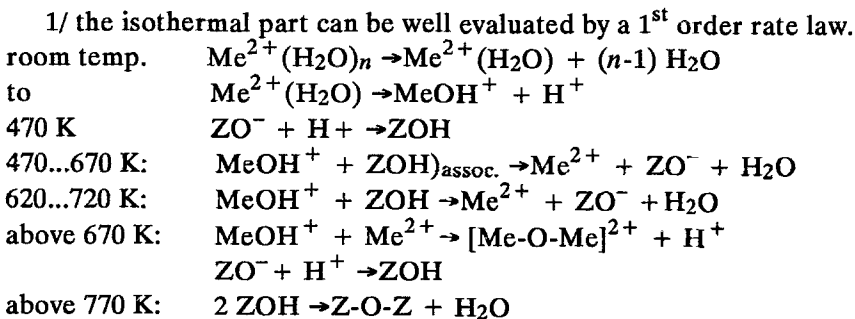 1/ the isothermal part can be well evaluated by a 1st order rate law.
room temp. Me²⁺(H₂O)n →Me²⁺(H₂O) + (n-1) H₂O
to Me²⁺(H₂O) →MeOH⁺ + H⁺
470 K ZO⁻ + H+ →ZOH
470...670 K: MeOH⁺ + ZOH)assoc. →Me²⁺ + ZO⁻ + H₂O
620...720 K: MeOH⁺ + ZOH →Me²⁺ + ZO⁻ +H₂O
above 670 K: MeOH⁺ + Me²⁺→ [Me-O-Me]²⁺ + H⁺
ZO⁻+ H⁺ →ZOH
above 770 K: 2 ZOH →Z-O-Z + H₂O